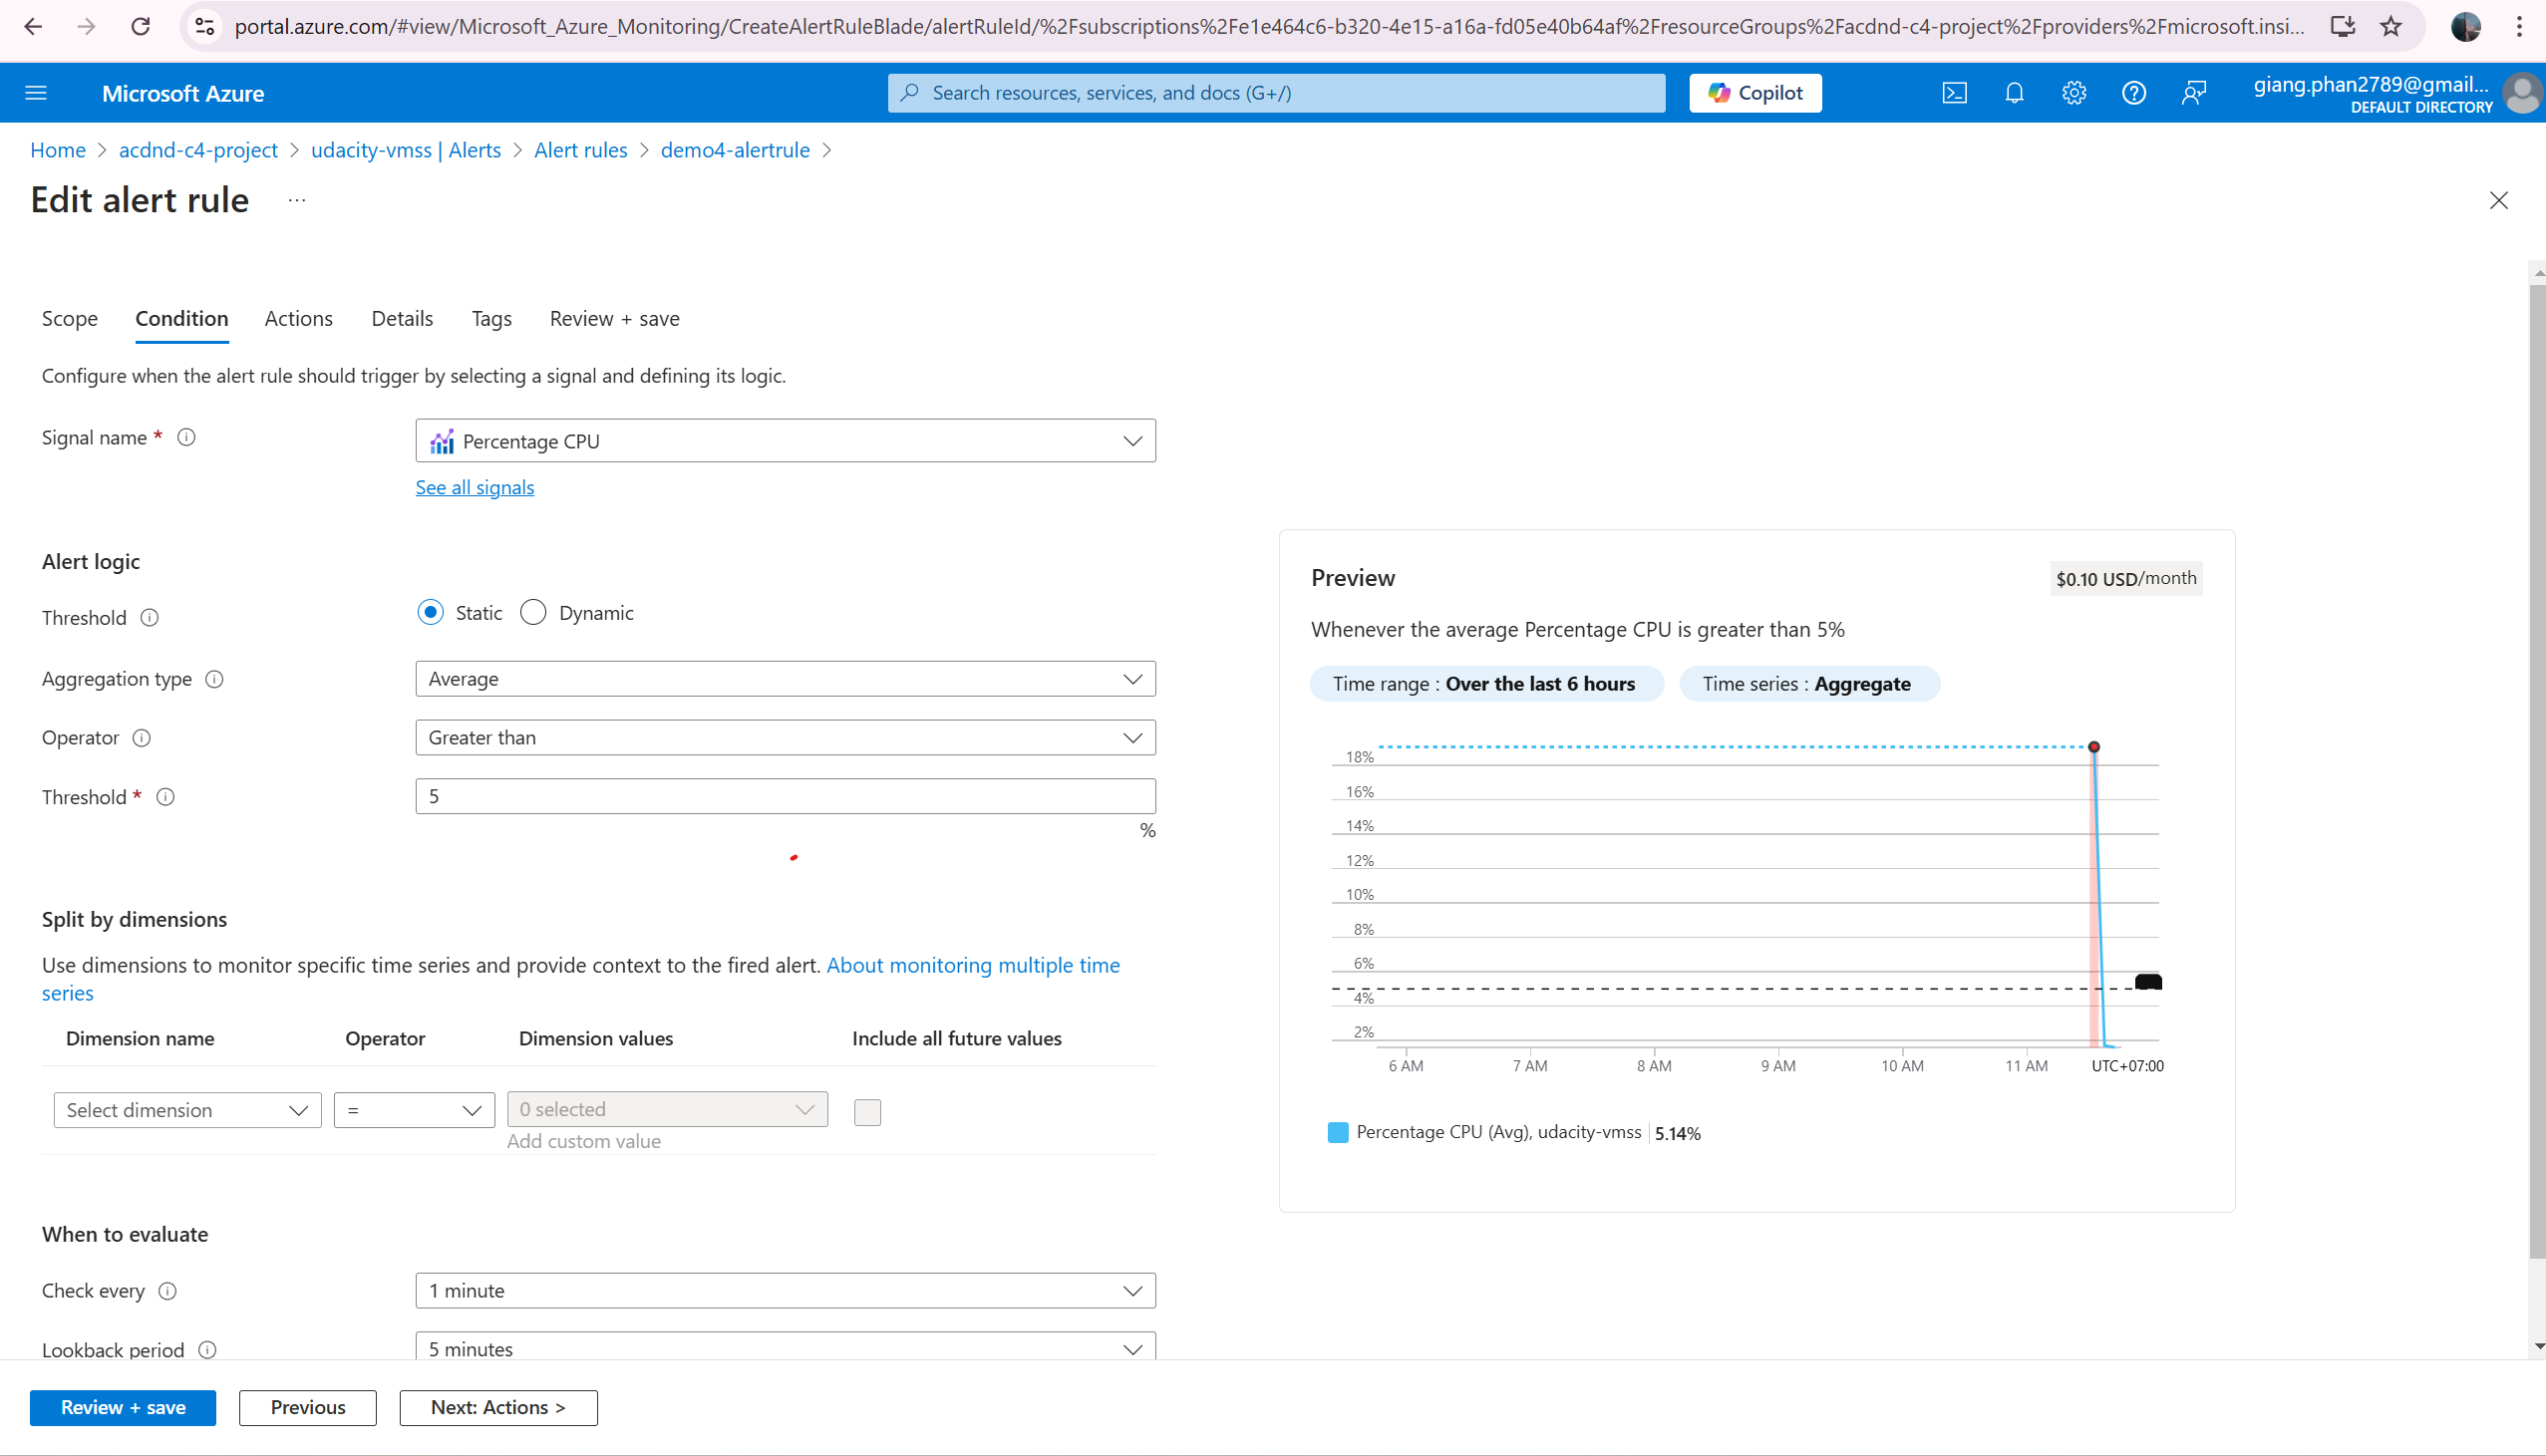 portal.azure.com/#view/Microsoft_Azure_Monitoring/CreateAlertRuleBlade/alertRuleId/%2Fsubscriptions%2Fe1e464c6-b320-4e15-a16a-fd05e40b64af%2FresourceGroups%2Facdnd-c4-project%2Fproviders%2Fmicrosoft.insi...
Microsoft Azure
Search resources, services, and docs (G+/)
Copilot
giang.phan2789@gmail...
DEFAULT DIRECTORY
Home > acdnd-c4-project > udacity-vmss | Alerts > Alert rules > demo4-alertrule >
Edit alert rule ...
Scope Condition Actions Details Tags Review + save
Configure when the alert rule should trigger by selecting a signal and defining its logic.
Signal name *
Percentage CPU
See all signals
Alert logic
Threshold
Static Dynamic
Aggregation type
Average
Operator
Greater than
Threshold *
5
%
Split by dimensions
Use dimensions to monitor specific time series and provide context to the fired alert. About monitoring multiple time
series
Dimension name Operator Dimension values Include all future values
Select dimension = 0 selected
Add custom value
When to evaluate
Check every
1 minute
Lookback period
5 minutes
Preview
$0.10 USD/month
Whenever the average Percentage CPU is greater than 5%
Time range : Over the last 6 hours Time series : Aggregate
18%
16%
14%
12%
10%
8%
6%
4%
2%
6 AM 7 AM 8 AM 9 AM 10 AM 11 AM UTC+07:00
Percentage CPU (Avg), udacity-vmss | 5.14%
Review + save Previous Next: Actions >